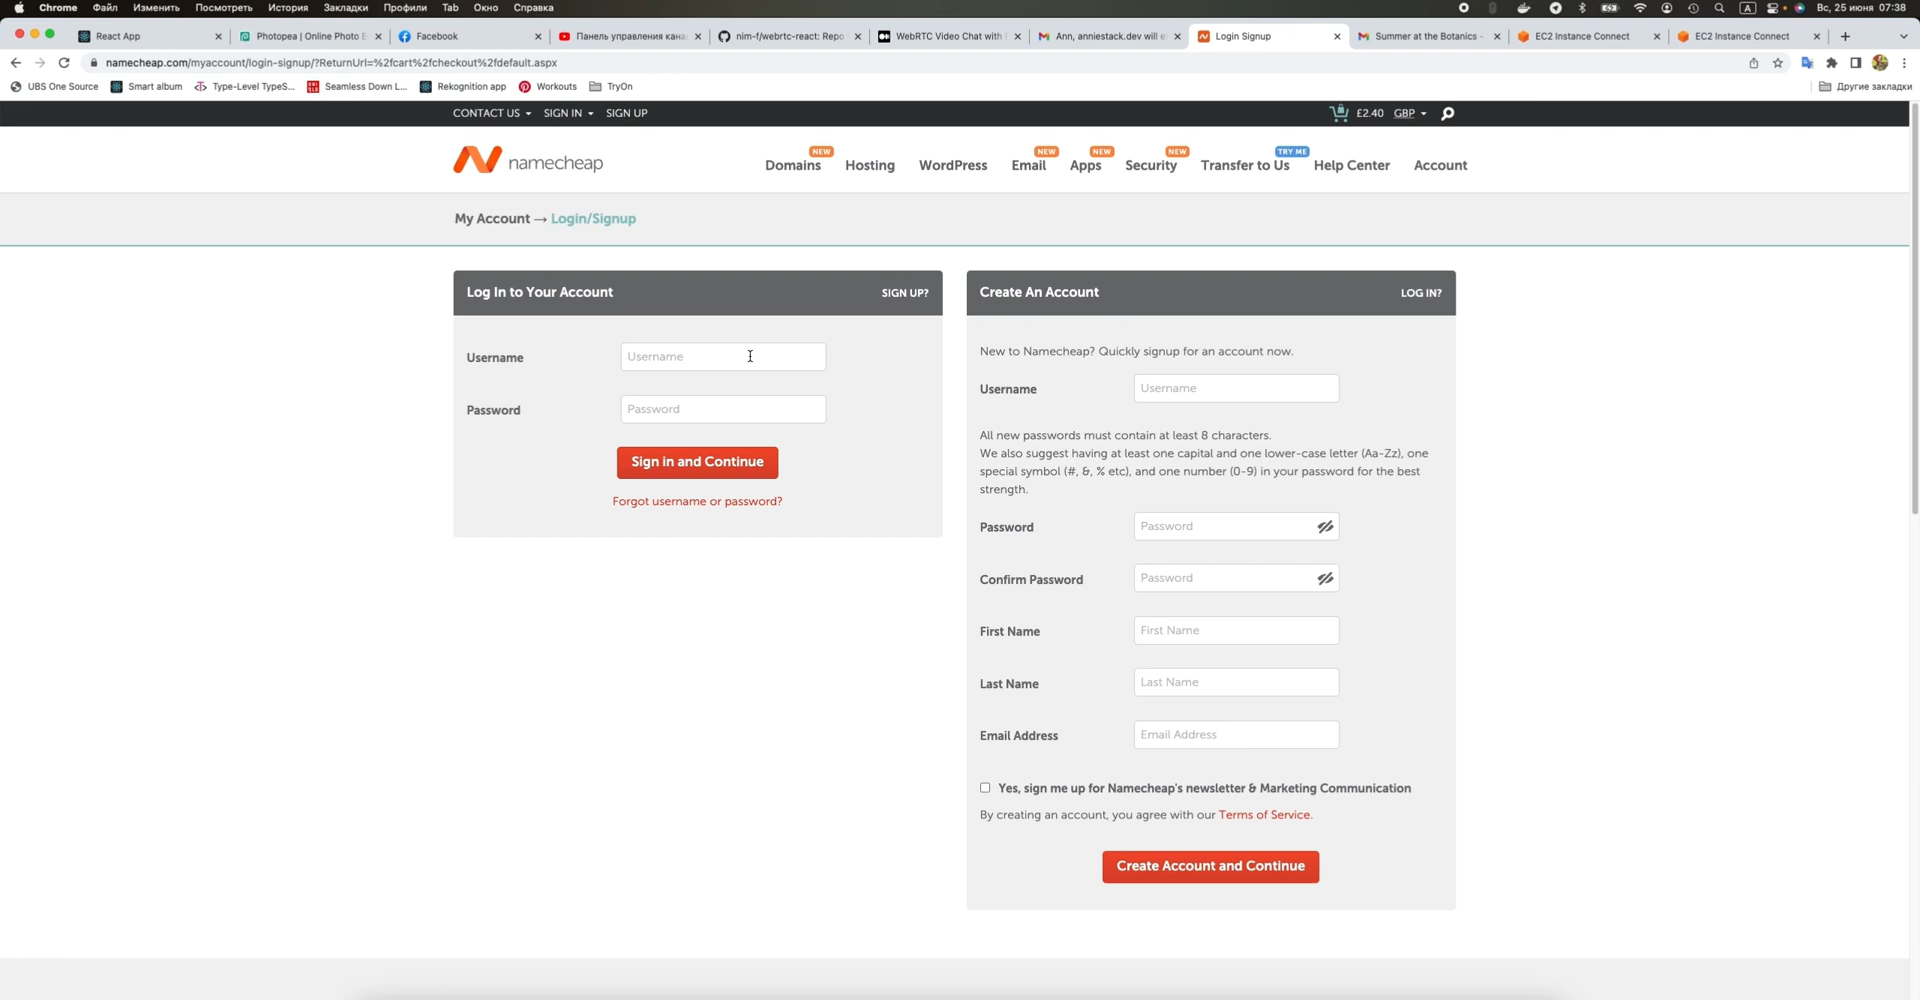 Chrome Файл Изменить Посмотреть История Закладки Профили Tab Окно Справка A Вс, 25 июня 07:38
React App
Photopea | Online Photo E
Facebook
Панель управления кана
nim-f/webrtc-react: Repo
WebRTC Video Chat with
Ann, anniestack.dev will e
Login Signup
Summer at the Botanics -
EC2 Instance Connect
EC2 Instance Connect
namecheap.com/myaccount/login-signup/?ReturnUrl=%2fcart%2fcheckout%2fdefault.aspx
UBS One Source Smart album Type-Level TypeS... Seamless Down L... Rekognition app Workouts TryOn Другие закладки
CONTACT US SIGN IN SIGN UP £2.40 GBP
NEW NEW NEW NEW TRY ME
namecheap Domains Hosting WordPress Email Apps Security Transfer to Us Help Center Account
My Account → Login/Signup
Log In to Your Account SIGN UP?
Username Username
Password Password
Sign in and Continue
Forgot username or password?
Create An Account LOG IN?
New to Namecheap? Quickly signup for an account now.
Username Username
All new passwords must contain at least 8 characters.
We also suggest having at least one capital and one lower-case letter (Aa-Zz), one
special symbol (#, &, % etc), and one number (0-9) in your password for the best
strength.
Password Password
Confirm Password Password
First Name First Name
Last Name Last Name
Email Address Email Address
Yes, sign me up for Namecheap's newsletter & Marketing Communication
By creating an account, you agree with our Terms of Service.
Create Account and Continue